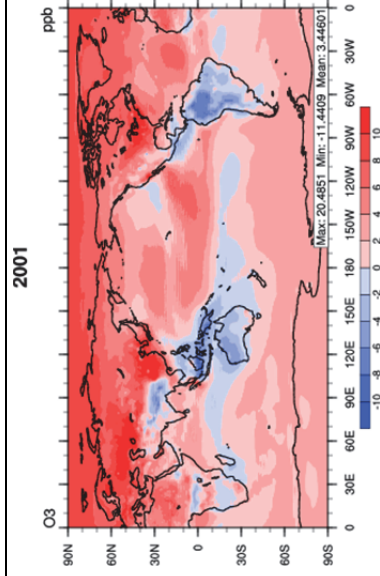 2001
O3
ppb
90N
60N
30N
0
30S
60S
90S
0
30E
60E
90E
120E
150E
180
150W
120W
90W
60W
30W
0
Max: 20.4851 Min: -11.4409 Mean: 3.44601
-10
-8
-6
-4
-2
0
2
4
6
8
10